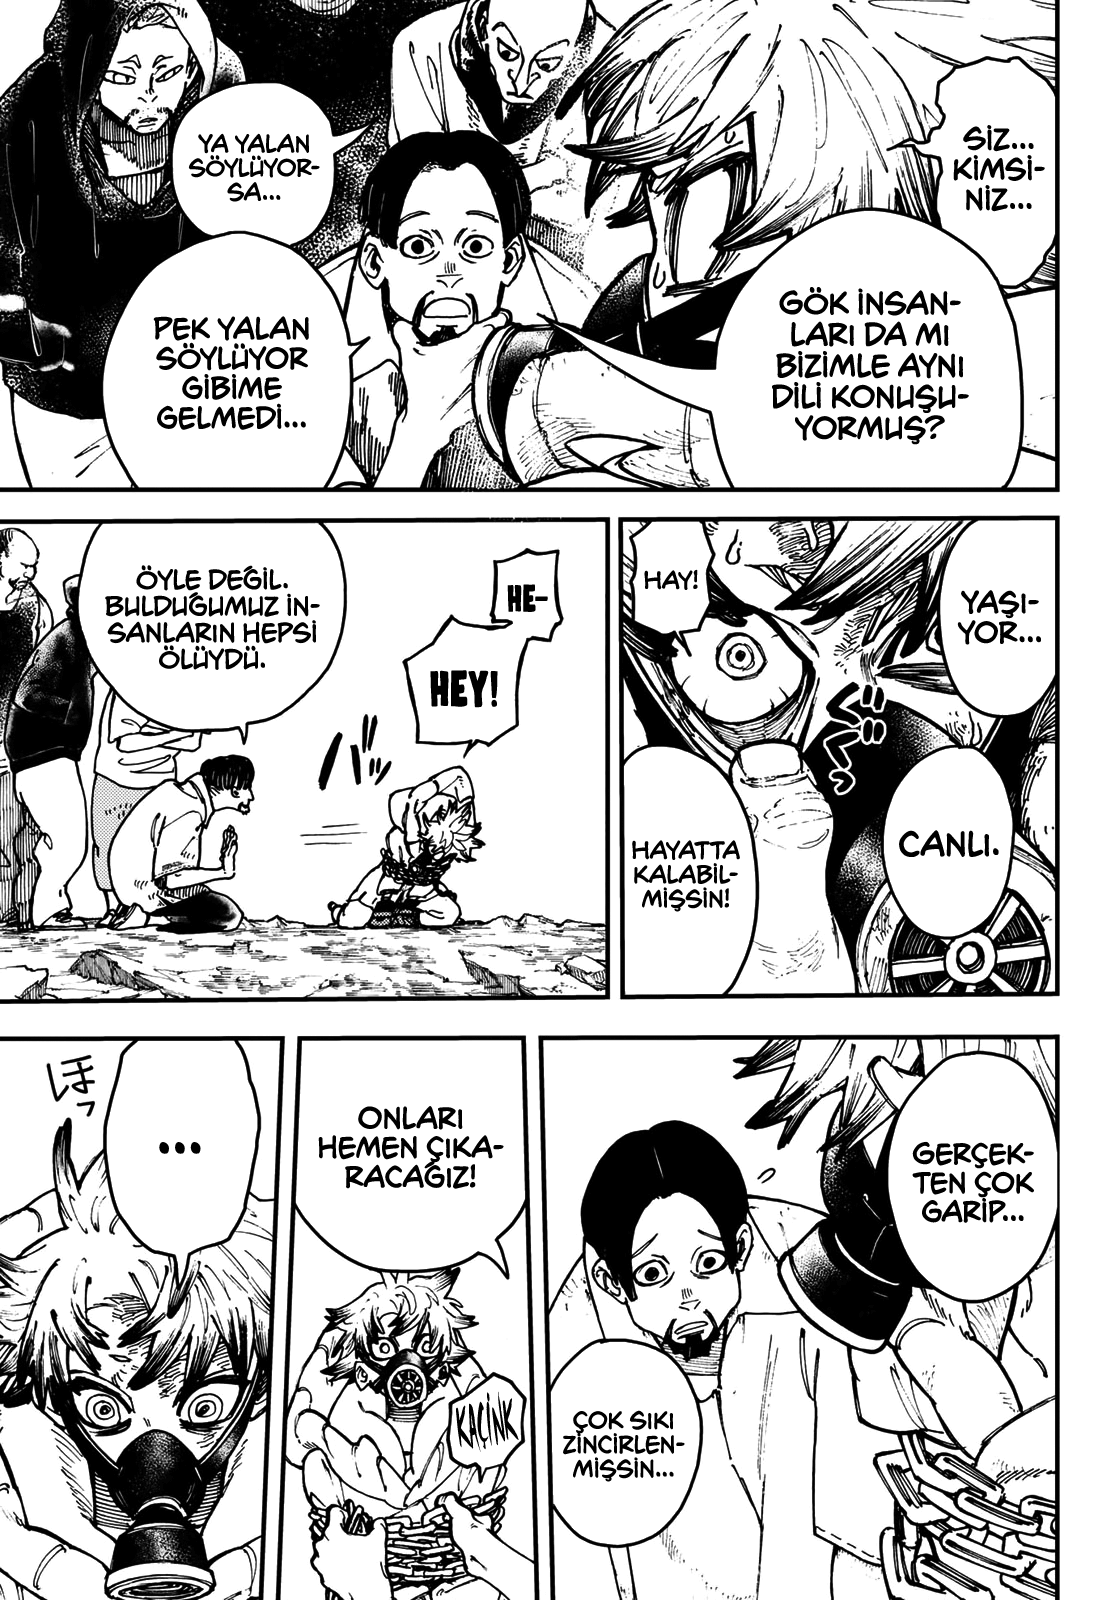 SİZ...
KİMSİ-
NİZ...
GÖK İNSAN-
LARI DA MI
BİZİMLE AYNI
DİLİ KONUŞU-
YORMUŞ?
YA YALAN
SÖYLÜYOR-
SA...
PEK YALAN
SÖYLÜYOR
GİBİME
GELMEDİ...
YAŞI-
YOR...
HAY!
CANLI.
HAYATTA
KALABİL-
MİŞSİN!
HE-
HEY!
ÖYLE DEĞİL.
BULDUĞUMUZ İN-
SANLARIN HEPSİ
ÖLÜYDÜ.
バッ
GERÇEK-
TEN ÇOK
GARİP...
ÇOK SIKI
ZİNCİRLEN-
MİŞSİN...
ONLARI
HEMEN ÇIKA-
RACAĞIZ!
KAÇINK
...
ほっ